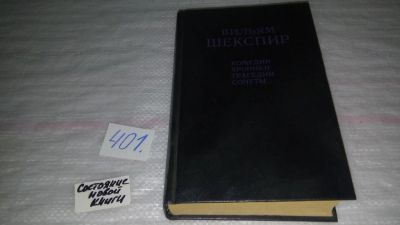 ВИЛЬЯМ
ШЕКСПИР
КОМЕДИИ
ХРОНИКИ
ТРАГЕДИИ
СОНЕТЫ
401.
Состояние
новой
книги